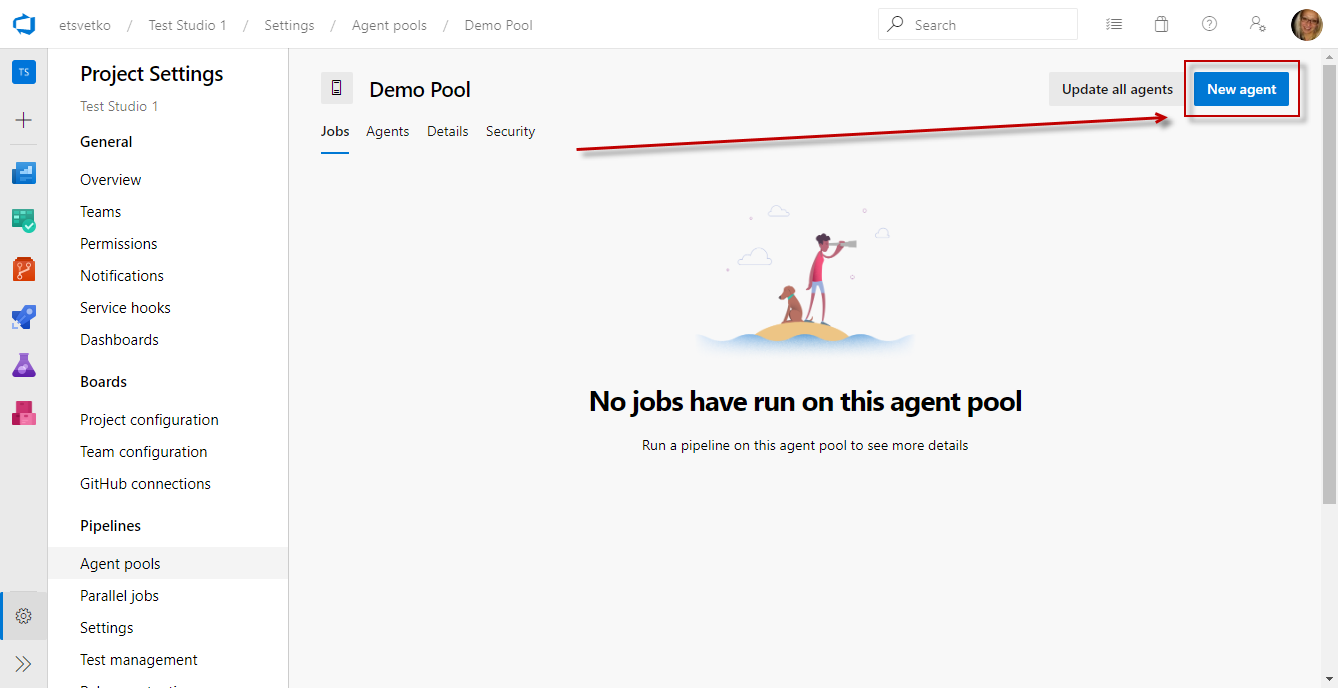 etsvetko / Test Studio 1 / Settings / Agent pools / Demo Pool
Search
TS
Project Settings
Test Studio 1
General
Overview
Teams
Permissions
Notifications
Service hooks
Dashboards
Boards
Project configuration
Team configuration
GitHub connections
Pipelines
Agent pools
Parallel jobs
Settings
Test management
Demo Pool
Update all agents
New agent
Jobs Agents Details Security
No jobs have run on this agent pool
Run a pipeline on this agent pool to see more details